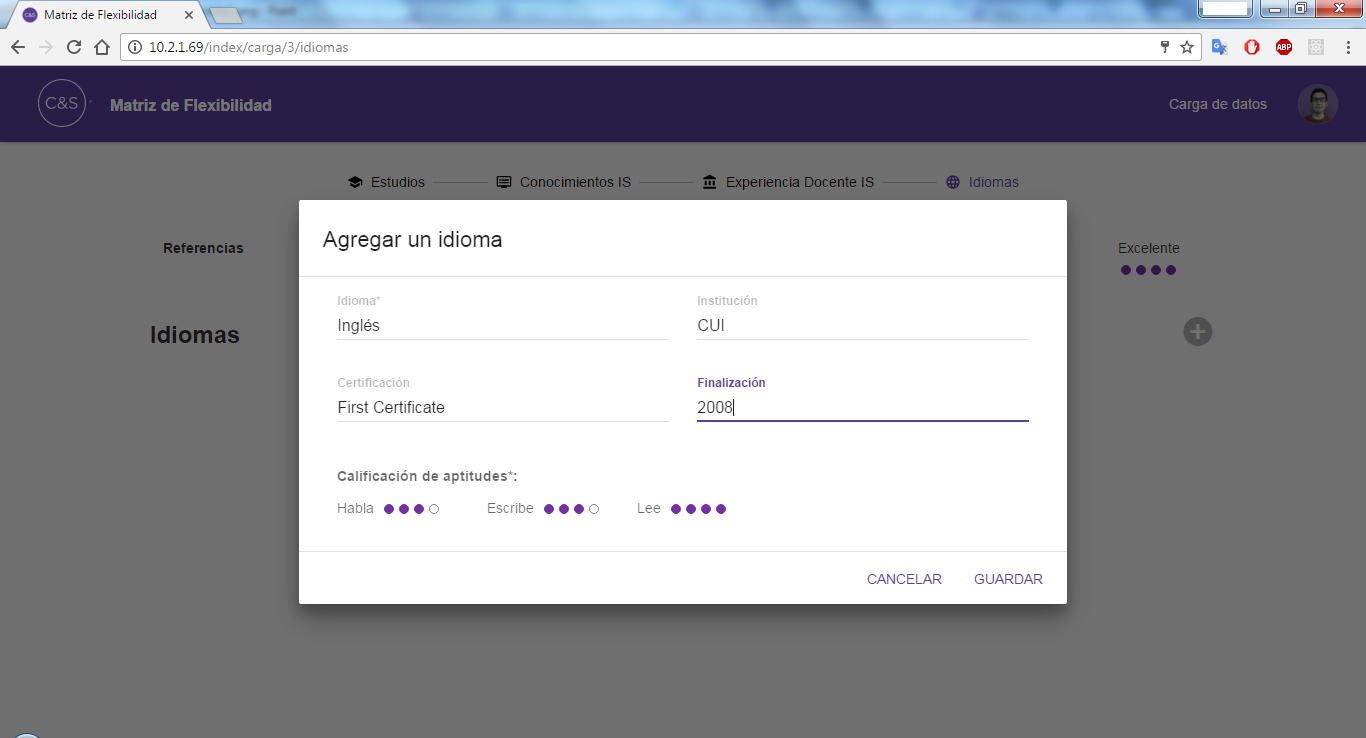 Matriz de Flexibilidad
10.2.1.69/index/carga/3/idiomas
ABP
C&S
Matriz de Flexibilidad
Carga de datos
Estudios
Conocimientos IS
Experiencia Docente IS
Idiomas
Referencias
Excelente
Idiomas
Agregar un idioma
Idioma*
Institución
Inglés
CUI
Certificación
Finalización
First Certificate
2008
Calificación de aptitudes*:
Habla
Escribe
Lee
CANCELAR
GUARDAR